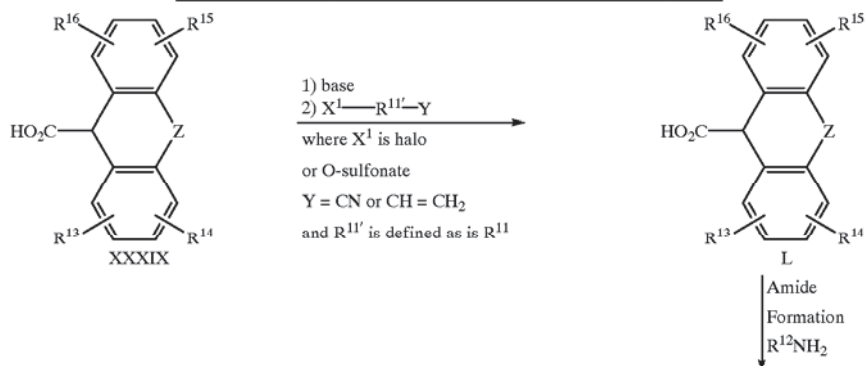 R16 R15
HO2C Z
R13 R14
XXXIX
1) base
2) X1—R11'—Y
where X1 is halo
or O-sulfonate
Y = CN or CH = CH2
and R11' is defined as is R11
R16 R15
HO2C Z
R13 R14
L
Amide
Formation
R12NH2